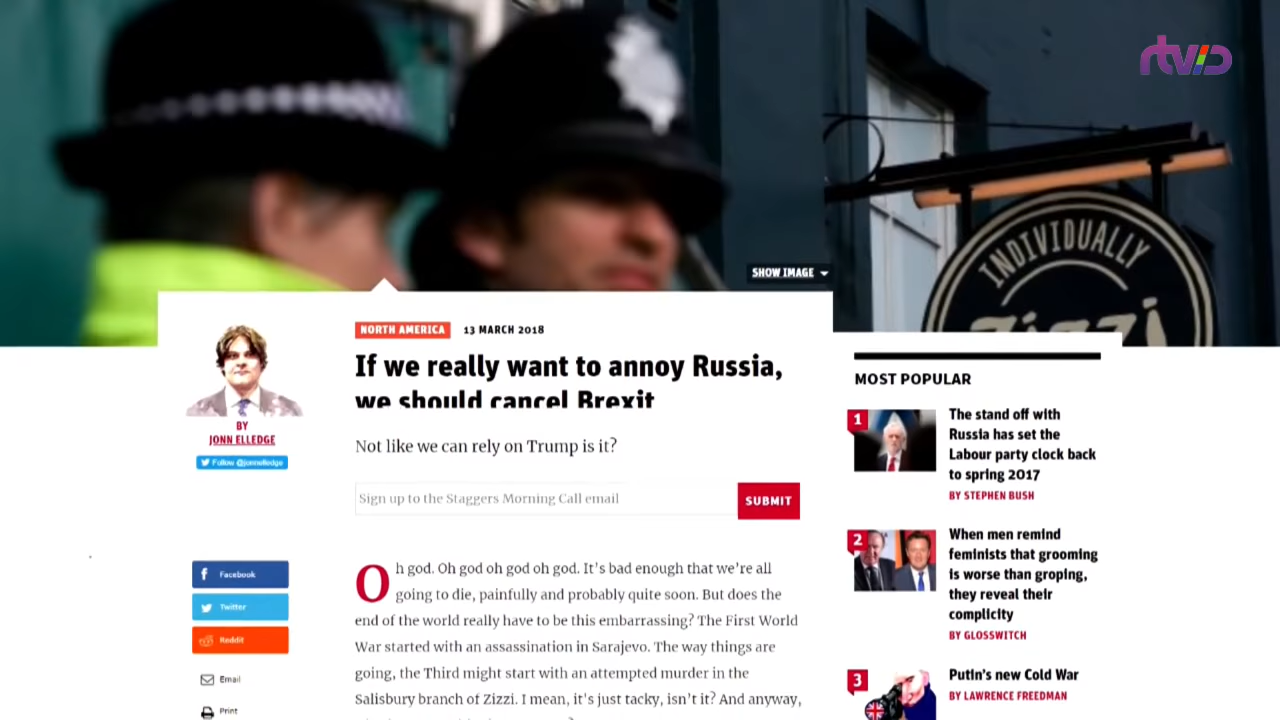 rtvD
INDIVIDUALLY
Zizzi
SHOW IMAGE
NORTH AMERICA 13 MARCH 2018
If we really want to annoy Russia,
we should cancel Brexit
Not like we can rely on Trump is it?
BY
JONN ELLEDGE
Follow @jonnelledge
Sign up to the Staggers Morning Call email
SUBMIT
Facebook
Twitter
Reddit
Email
Print
Oh god. Oh god oh god oh god. It's bad enough that we're all
going to die, painfully and probably quite soon. But does the
end of the world really have to be this embarrassing? The First World
War started with an assassination in Sarajevo. The way things are
going, the Third might start with an attempted murder in the
Salisbury branch of Zizzi. I mean, it's just tacky, isn't it? And anyway,
MOST POPULAR
1
The stand off with
Russia has set the
Labour party clock back
to spring 2017
BY STEPHEN BUSH
2
When men remind
feminists that grooming
is worse than groping,
they reveal their
complicity
BY GLOSSWITCH
3
Putin's new Cold War
BY LAWRENCE FREEDMAN